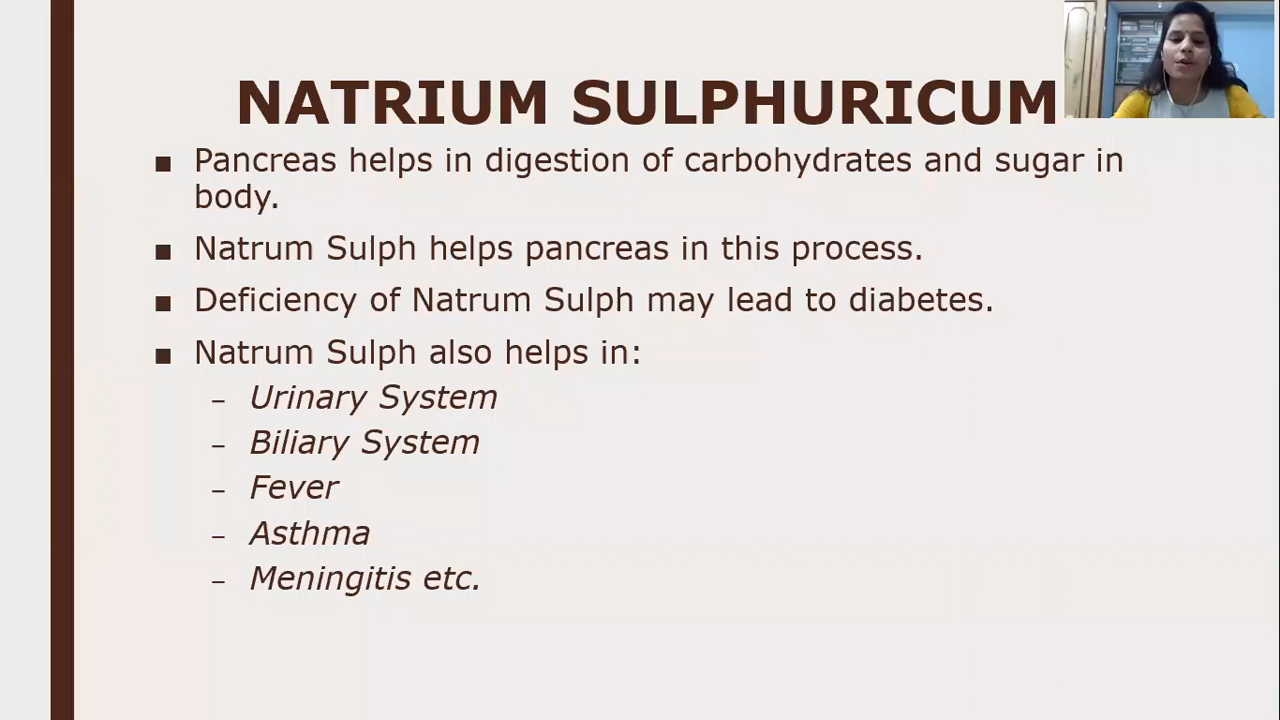 NATRIUM SULPHURICUM
▪ Pancreas helps in digestion of carbohydrates and sugar in
body.
▪ Natrum Sulph helps pancreas in this process.
▪ Deficiency of Natrum Sulph may lead to diabetes.
▪ Natrum Sulph also helps in:
– Urinary System
– Biliary System
– Fever
– Asthma
– Meningitis etc.